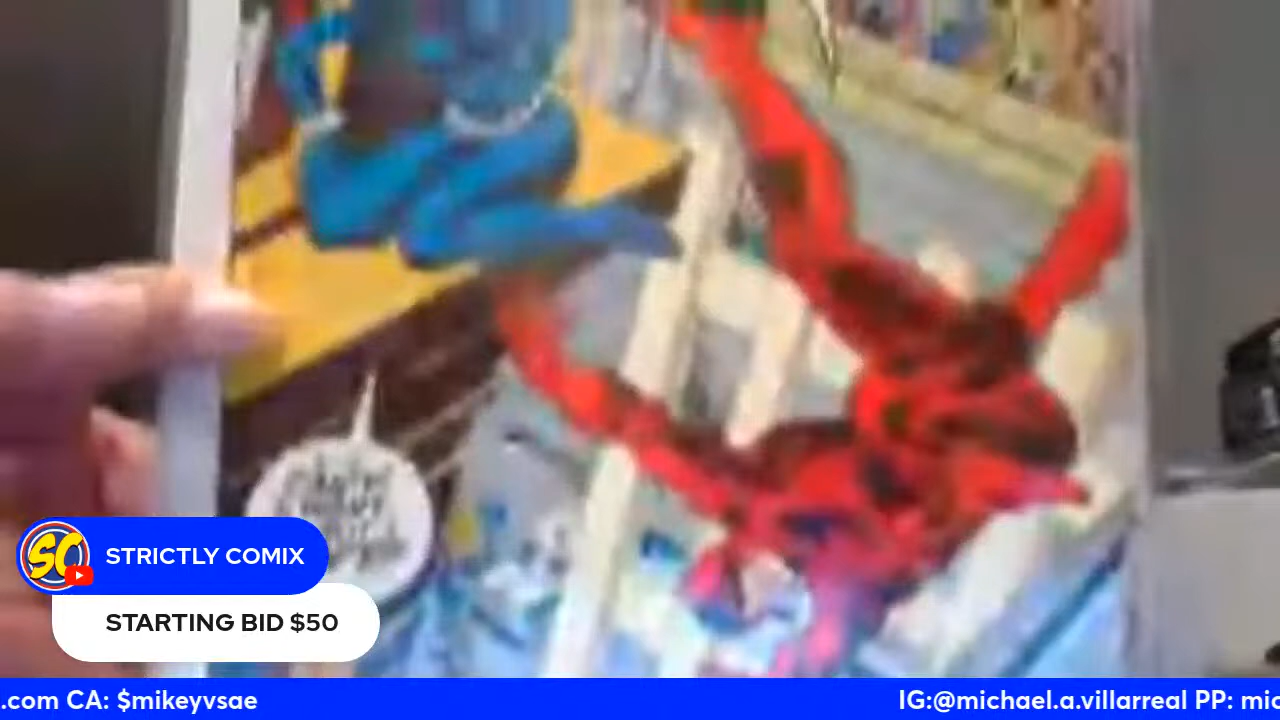 SC
STRICTLY COMIX
STARTING BID $50
.com CA: $mikeyvsae
IG:@michael.a.villarreal PP: mic